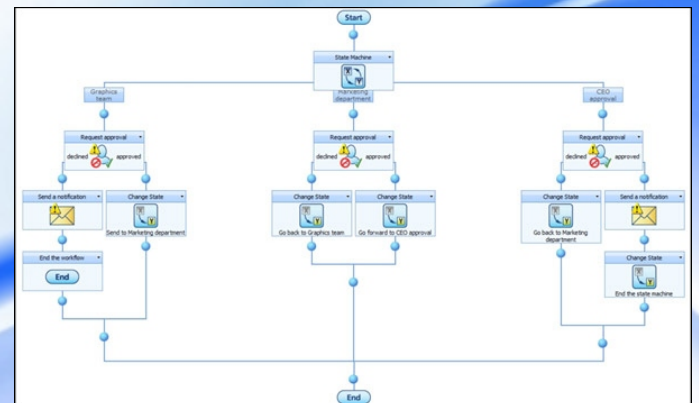 Start
State Machine
Graphics
team
Marketing
department
CEO
approval
Request approval
Request approval
Request approval
declined
approved
declined
approved
declined
approved
Send a notification
Change State
Change State
Change State
Change State
Send a notification
Send to Marketing department
Go back to Graphics team
Go forward to CEO approval
Go back to Marketing
department
End the workflow
End
Change State
End the state machine
End